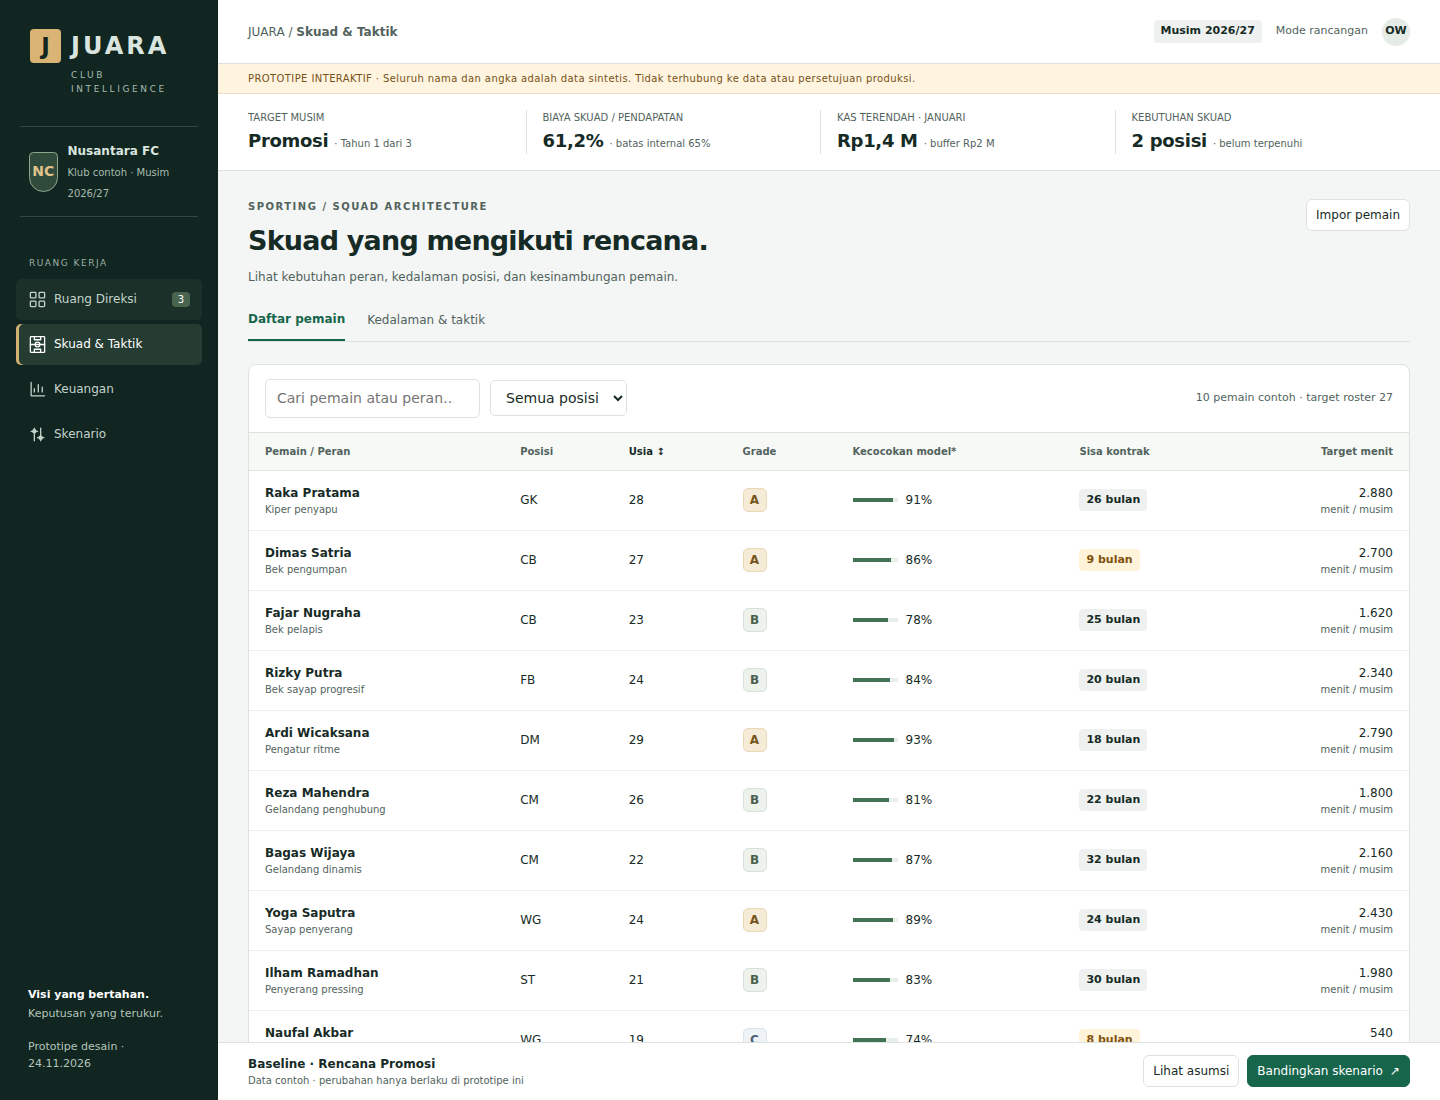 J JUARA
CLUB
INTELLIGENCE
NC
Nusantara FC
Klub contoh · Musim
2026/27
RUANG KERJA
Ruang Direksi 3
Skuad & Taktik
Keuangan
Skenario
Visi yang bertahan.
Keputusan yang terukur.
Prototipe desain ·
24.11.2026
JUARA / Skuad & Taktik
Musim 2026/27 Mode rancangan OW
PROTOTIPE INTERAKTIF · Seluruh nama dan angka adalah data sintetis. Tidak terhubung ke data atau persetujuan produksi.
TARGET MUSIM
Promosi · Tahun 1 dari 3
BIAYA SKUAD / PENDAPATAN
61,2% · batas internal 65%
KAS TERENDAH · JANUARI
Rp1,4 M · buffer Rp2 M
KEBUTUHAN SKUAD
2 posisi · belum terpenuhi
SPORTING / SQUAD ARCHITECTURE
Skuad yang mengikuti rencana.
Lihat kebutuhan peran, kedalaman posisi, dan kesinambungan pemain.
Impor pemain
Daftar pemain Kedalaman & taktik
Cari pemain atau peran.. Semua posisi 10 pemain contoh · target roster 27
Pemain / Peran Posisi Usia ↕ Grade Kecocokan model* Sisa kontrak Target menit
Raka Pratama GK 28 A 91% 26 bulan 2.880
Kiper penyapu menit / musim
Dimas Satria CB 27 A 86% 9 bulan 2.700
Bek pengumpan menit / musim
Fajar Nugraha CB 23 B 78% 25 bulan 1.620
Bek pelapis menit / musim
Rizky Putra FB 24 B 84% 20 bulan 2.340
Bek sayap progresif menit / musim
Ardi Wicaksana DM 29 A 93% 18 bulan 2.790
Pengatur ritme menit / musim
Reza Mahendra CM 26 B 81% 22 bulan 1.800
Gelandang penghubung menit / musim
Bagas Wijaya CM 22 B 87% 32 bulan 2.160
Gelandang dinamis menit / musim
Yoga Saputra WG 24 A 89% 24 bulan 2.430
Sayap penyerang menit / musim
Ilham Ramadhan ST 21 B 83% 30 bulan 1.980
Penyerang pressing menit / musim
Naufal Akbar WG 19 C 74% 8 bulan 540
Baseline · Rencana Promosi
Data contoh · perubahan hanya berlaku di prototipe ini
Lihat asumsi Bandingkan skenario ↗